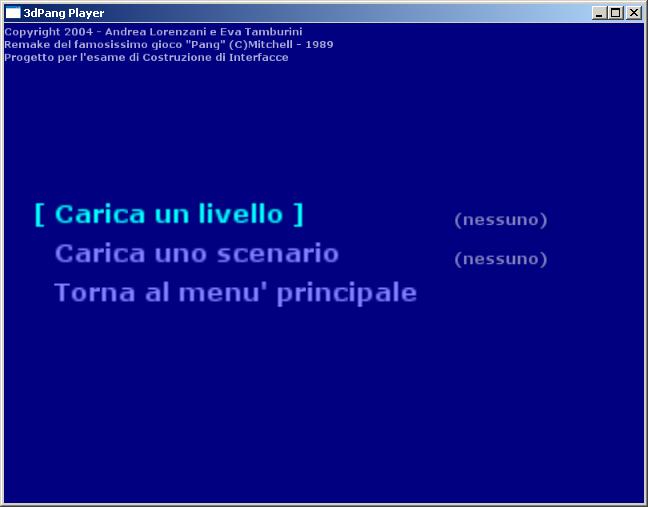 3dPang Player
Copyright 2004 - Andrea Lorenzani e Eva Tamburini
Remake del famosissimo gioco "Pang" (C)Mitchell - 1989
Progetto per l'esame di Costruzione di Interfacce
[ Carica un livello ] (nessuno)
Carica uno scenario (nessuno)
Torna al menu' principale